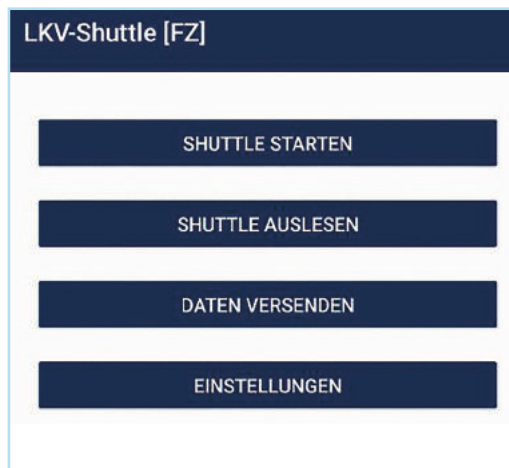 LKV-Shuttle [FZ]
SHUTTLE STARTEN
SHUTTLE AUSLESEN
DATEN VERSENDEN
EINSTELLUNGEN